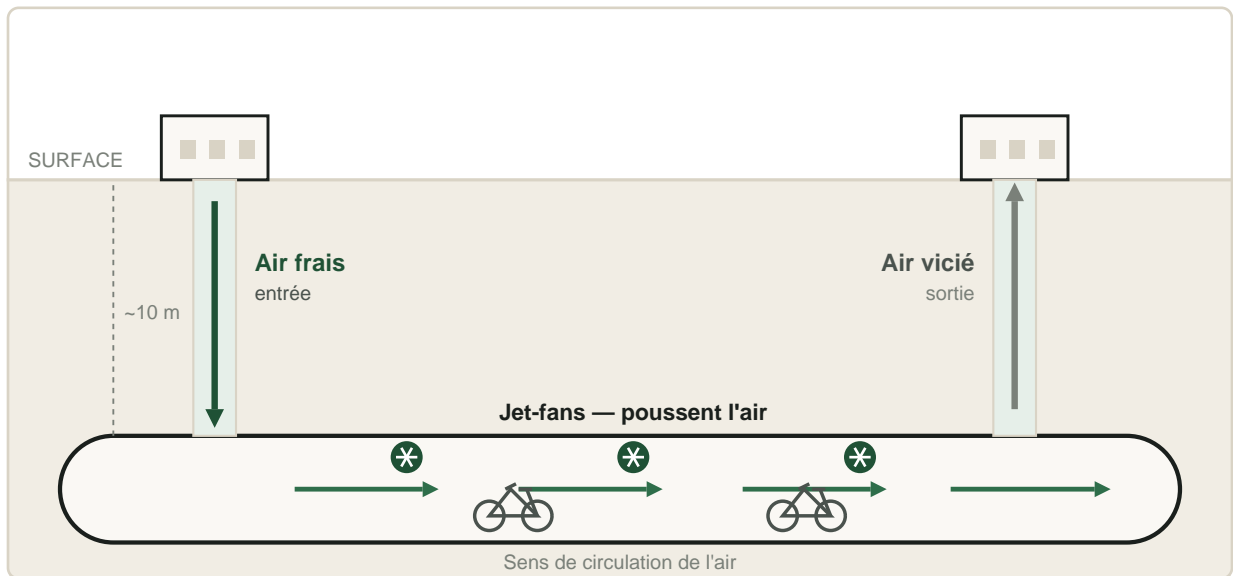 SURFACE
Air frais
entrée
Air vicié
sortie
~10 m
Jet-fans — poussent l'air
Sens de circulation de l'air